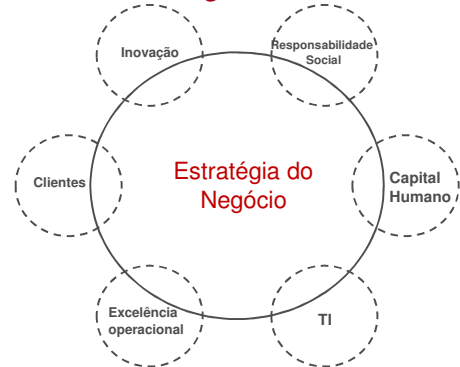 Inovação
Responsabilidade
Social
Clientes
Estratégia do
Negócio
Capital
Humano
Excelência
operacional
TI